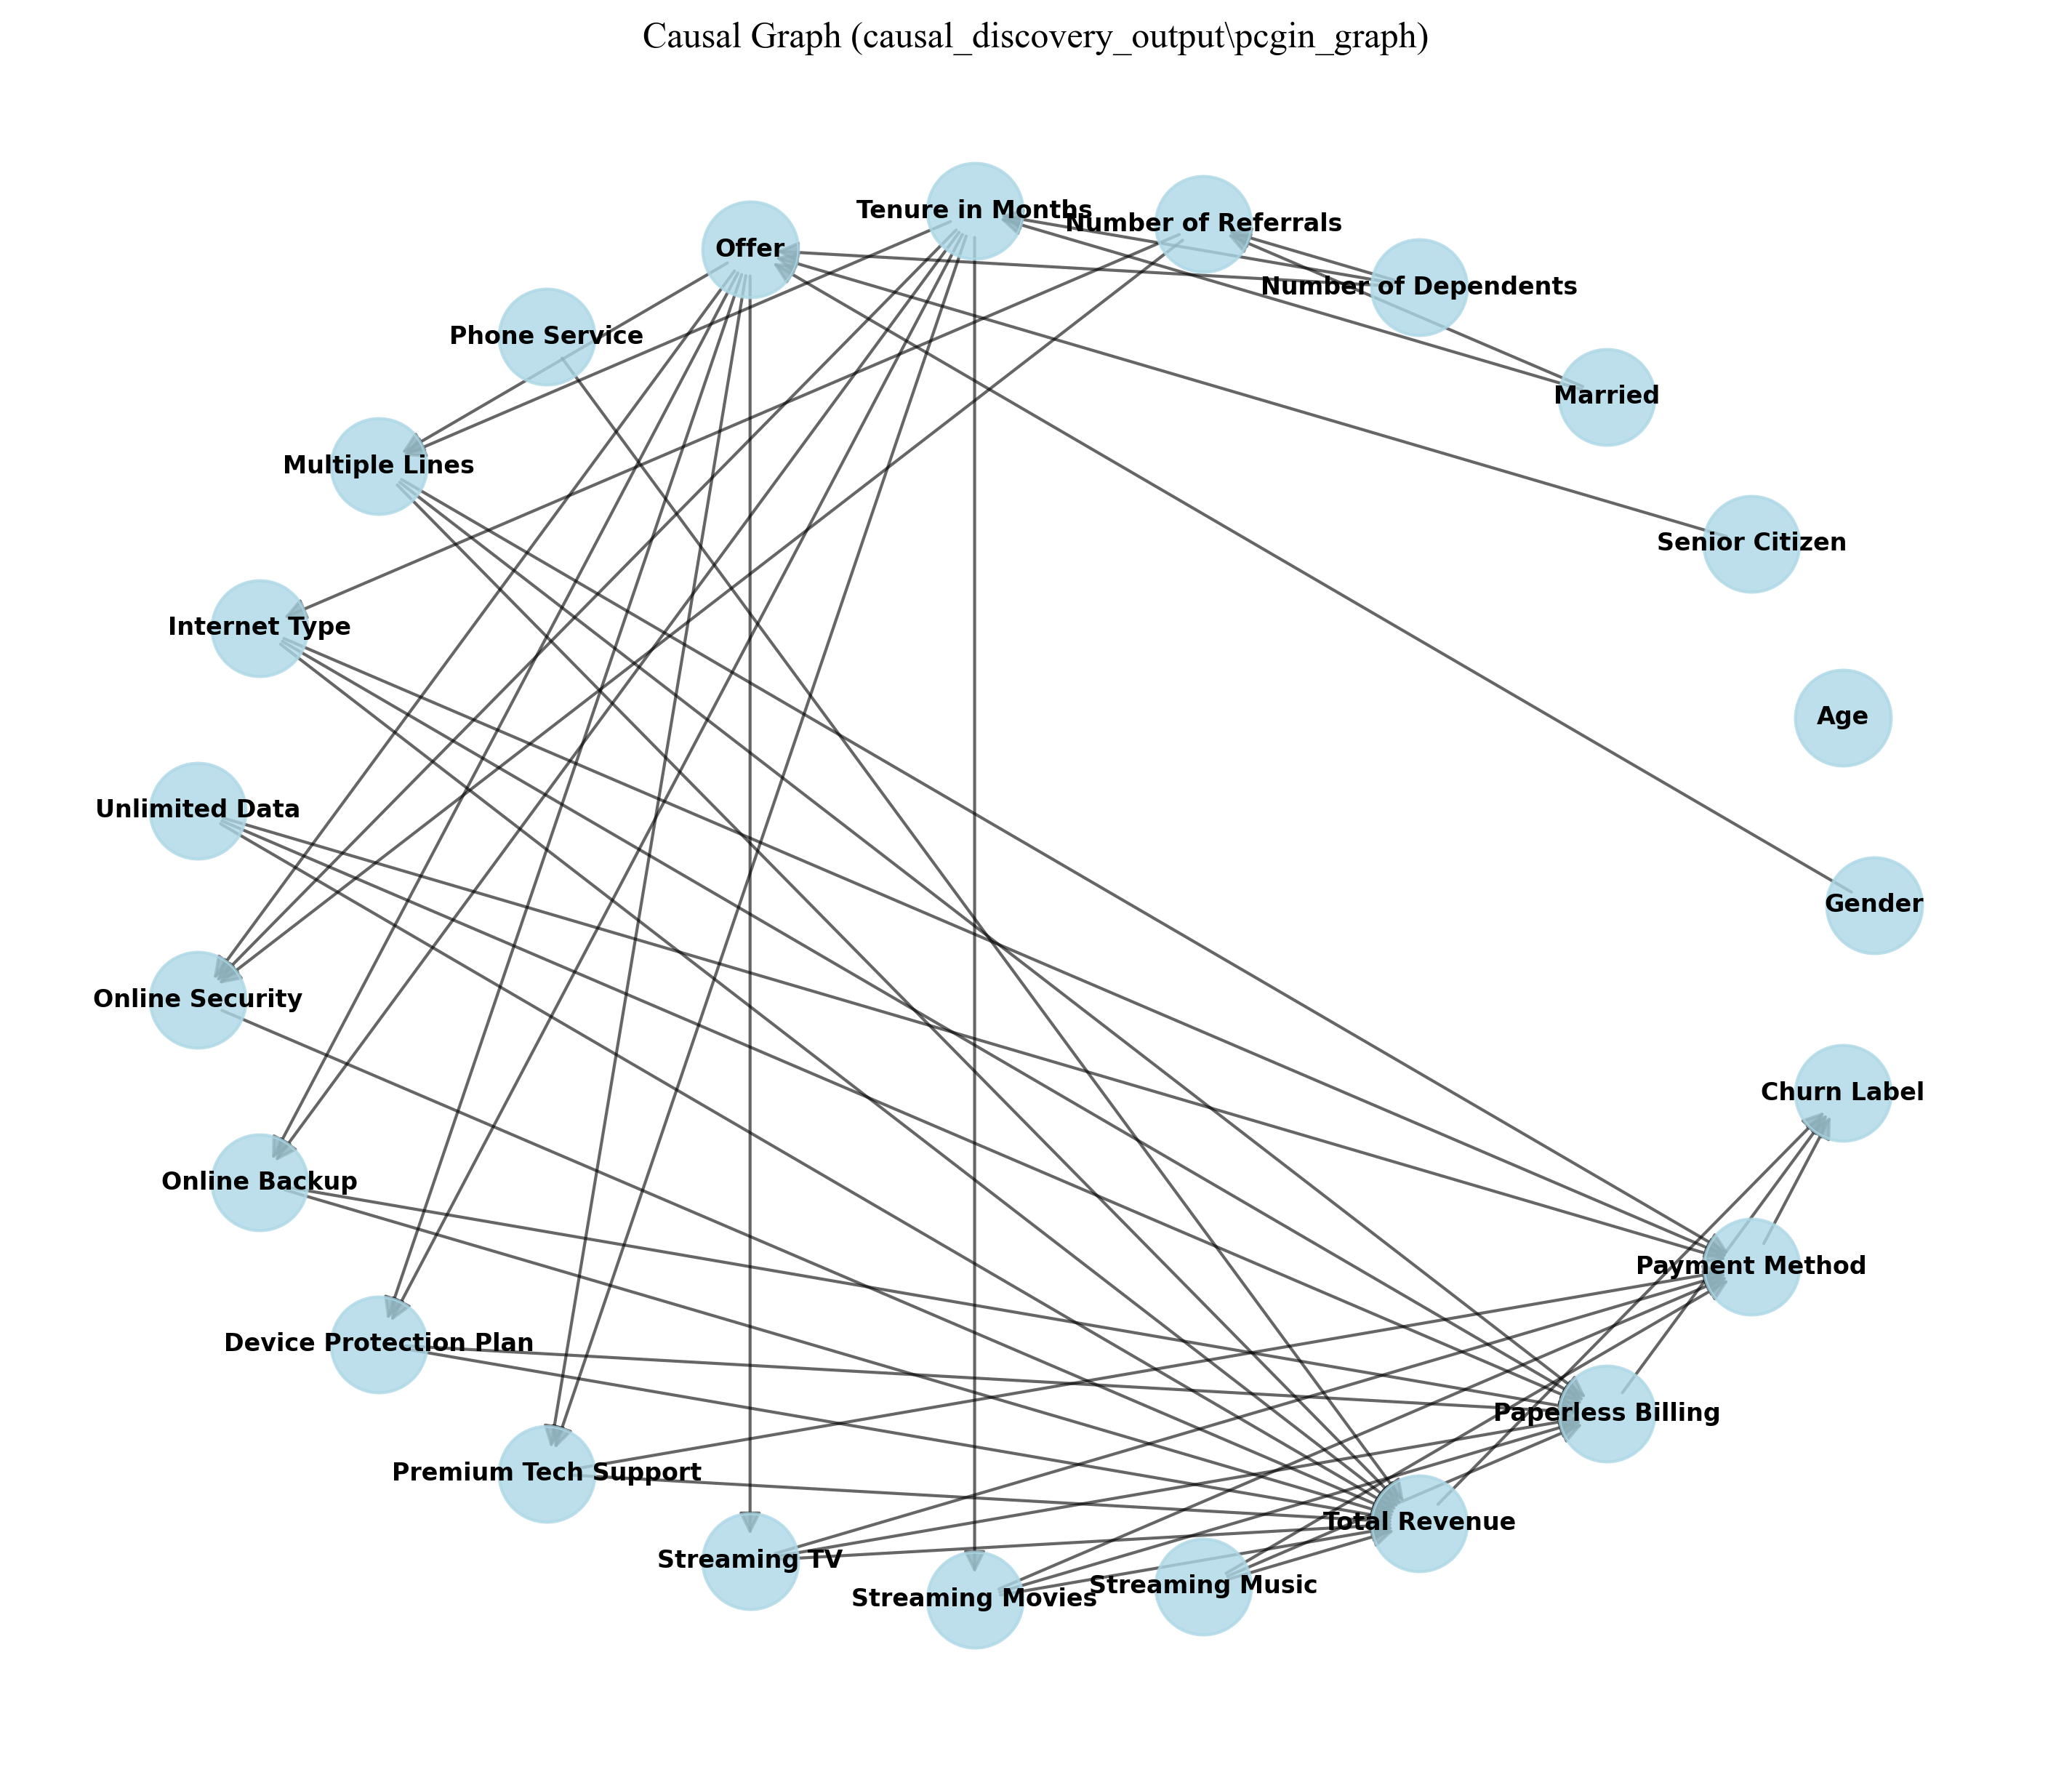 Causal Graph (causal_discovery_output\pcgin_graph)
Tenure in Months
Number of Referrals
Offer
Number of Dependents
Phone Service
Married
Multiple Lines
Senior Citizen
Internet Type
Age
Unlimited Data
Gender
Online Security
Churn Label
Online Backup
Payment Method
Device Protection Plan
Paperless Billing
Premium Tech Support
Total Revenue
Streaming TV
Streaming Music
Streaming Movies